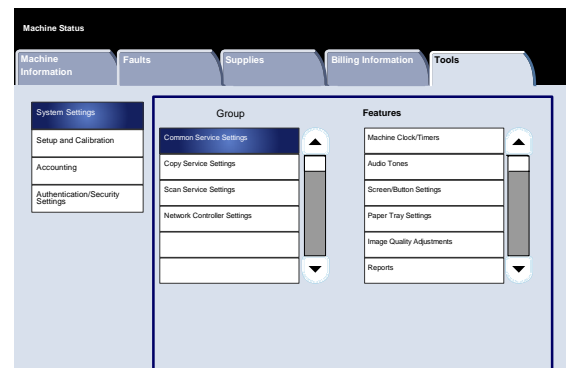 Machine Status
Machine
Information
Faults
Supplies
Billing Information
Tools
System Settings
Setup and Calibration
Accounting
Authentication/Security
Settings
Group
Common Service Settings
Copy Service Settings
Scan Service Settings
Network Controller Settings
Features
Machine Clock/Timers
Audio Tones
Screen/Button Settings
Paper Tray Settings
Image Quality Adjustments
Reports